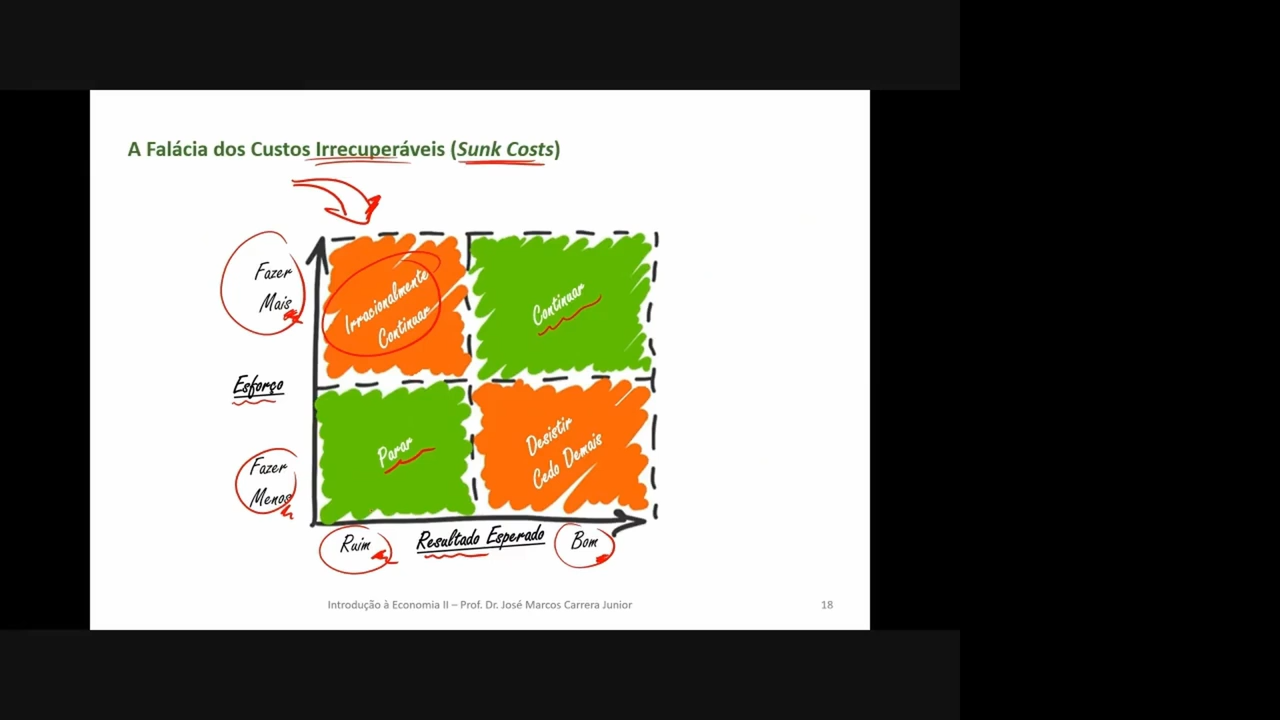 A Falácia dos Custos Irrecuperáveis (Sunk Costs)
Fazer
Mais
Irracionalmente
Continuar
Continuar
Esforço
Fazer
Menos
Parar
Desistir
Cedo Demais
Ruim
Resultado Esperado
Bom
Introdução à Economia II – Prof. Dr. José Marcos Carrera Junior
18